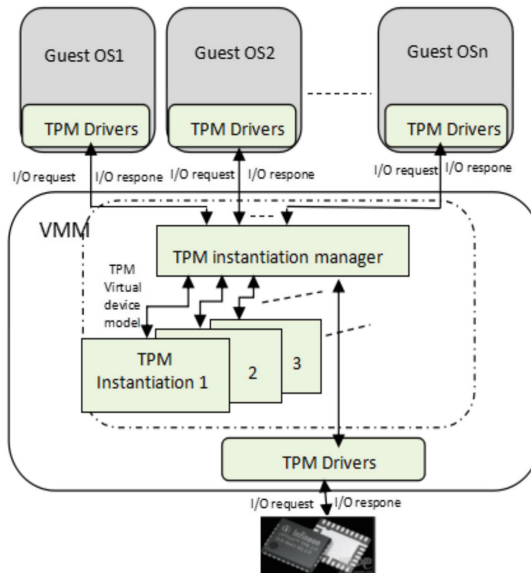 Guest OS1
Guest OS2
Guest OSn
TPM Drivers
TPM Drivers
TPM Drivers
I/O request
I/O respone
I/O request
I/O respone
I/O request
I/O respone
VMM
TPM instantiation manager
TPM
Virtual
device
model
TPM
Instantiation 1
2
3
TPM Drivers
I/O request
I/O respone
Infineon